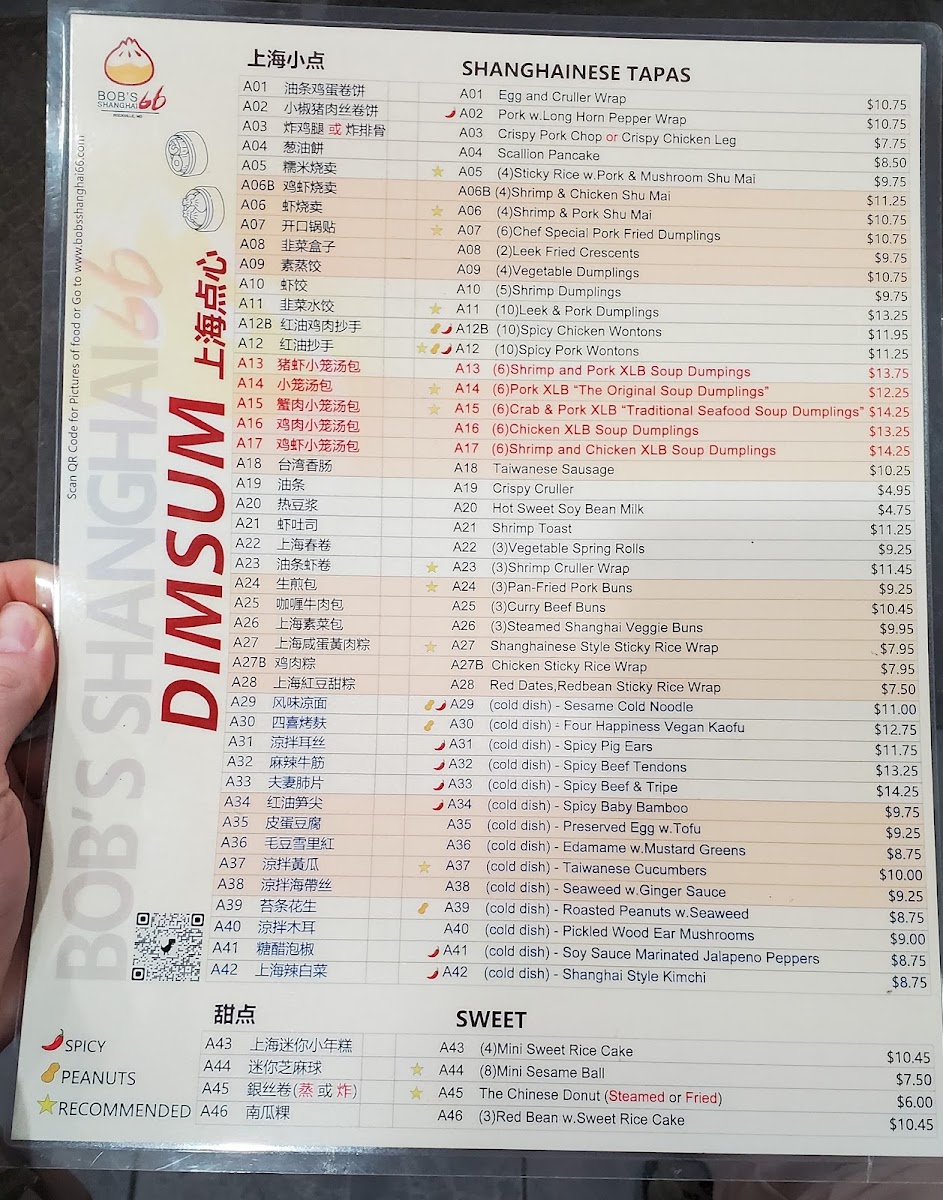 BOB'S
SHANGHAI 66
ROCKVILLE, MD
Scan QR Code for Pictures of food or Go to www.bobsshanghai66.com
BOB'S SHANGHAI 66
DIMSUM 上海点心
上海小点 SHANGHAINESE TAPAS
A01 油条鸡蛋卷饼 A01 Egg and Cruller Wrap $10.75
A02 小椒猪肉丝卷饼 A02 Pork w.Long Horn Pepper Wrap $10.75
A03 炸鸡腿 或 炸排骨 A03 Crispy Pork Chop or Crispy Chicken Leg $7.75
A04 葱油餅 A04 Scallion Pancake $8.50
A05 糯米烧卖 A05 (4)Sticky Rice w.Pork & Mushroom Shu Mai $9.75
A06B 鸡虾烧卖 A06B (4)Shrimp & Chicken Shu Mai $11.25
A06 虾烧卖 A06 (4)Shrimp & Pork Shu Mai $10.75
A07 开口锅贴 A07 (6)Chef Special Pork Fried Dumplings $10.75
A08 韭菜盒子 A08 (2)Leek Fried Crescents $9.75
A09 素蒸饺 A09 (4)Vegetable Dumplings $10.75
A10 虾饺 A10 (5)Shrimp Dumplings $9.75
A11 韭菜水饺 A11 (10)Leek & Pork Dumplings $13.25
A12B 红油鸡肉抄手 A12B (10)Spicy Chicken Wontons $11.95
A12 红油抄手 A12 (10)Spicy Pork Wontons $11.25
A13 猪虾小笼汤包 A13 (6)Shrimp and Pork XLB Soup Dumpings $13.75
A14 小笼汤包 A14 (6)Pork XLB “The Original Soup Dumplings” $12.25
A15 蟹肉小笼汤包 A15 (6)Crab & Pork XLB “Traditional Seafood Soup Dumplings” $14.25
A16 鸡肉小笼汤包 A16 (6)Chicken XLB Soup Dumplings $13.25
A17 鸡虾小笼汤包 A17 (6)Shrimp and Chicken XLB Soup Dumplings $14.25
A18 台湾香肠 A18 Taiwanese Sausage $10.25
A19 油条 A19 Crispy Cruller $4.95
A20 热豆浆 A20 Hot Sweet Soy Bean Milk $4.75
A21 虾吐司 A21 Shrimp Toast $11.25
A22 上海春卷 A22 (3)Vegetable Spring Rolls $9.25
A23 油条虾卷 A23 (3)Shrimp Cruller Wrap $11.45
A24 生煎包 A24 (3)Pan-Fried Pork Buns $9.25
A25 咖喱牛肉包 A25 (3)Curry Beef Buns $10.45
A26 上海素菜包 A26 (3)Steamed Shanghai Veggie Buns $9.95
A27 上海咸蛋黃肉粽 A27 Shanghainese Style Sticky Rice Wrap $7.95
A27B 鸡肉粽 A27B Chicken Sticky Rice Wrap $7.95
A28 上海紅豆甜粽 A28 Red Dates,Redbean Sticky Rice Wrap $7.50
A29 风味凉面 A29 (cold dish) - Sesame Cold Noodle $11.00
A30 四喜烤麸 A30 (cold dish) - Four Happiness Vegan Kaofu $12.75
A31 涼拌耳丝 A31 (cold dish) - Spicy Pig Ears $11.75
A32 麻辣牛筋 A32 (cold dish) - Spicy Beef Tendons $13.25
A33 夫妻肺片 A33 (cold dish) - Spicy Beef & Tripe $14.25
A34 红油笋尖 A34 (cold dish) - Spicy Baby Bamboo $9.75
A35 皮蛋豆腐 A35 (cold dish) - Preserved Egg w.Tofu $9.25
A36 毛豆雪里紅 A36 (cold dish) - Edamame w.Mustard Greens $8.75
A37 涼拌黃瓜 A37 (cold dish) - Taiwanese Cucumbers $10.00
A38 涼拌海帶丝 A38 (cold dish) - Seaweed w.Ginger Sauce $9.25
A39 苔条花生 A39 (cold dish) - Roasted Peanuts w.Seaweed $8.75
A40 涼拌木耳 A40 (cold dish) - Pickled Wood Ear Mushrooms $9.00
A41 糖醋泡椒 A41 (cold dish) - Soy Sauce Marinated Jalapeno Peppers $8.75
A42 上海辣白菜 A42 (cold dish) - Shanghai Style Kimchi $8.75
甜点 SWEET
A43 上海迷你小年糕 A43 (4)Mini Sweet Rice Cake $10.45
A44 迷你芝麻球 A44 (8)Mini Sesame Ball $7.50
A45 銀丝卷(蒸 或 炸) A45 The Chinese Donut (Steamed or Fried) $6.00
A46 南瓜粿 A46 (3)Red Bean w.Sweet Rice Cake $10.45
SPICY
PEANUTS
RECOMMENDED